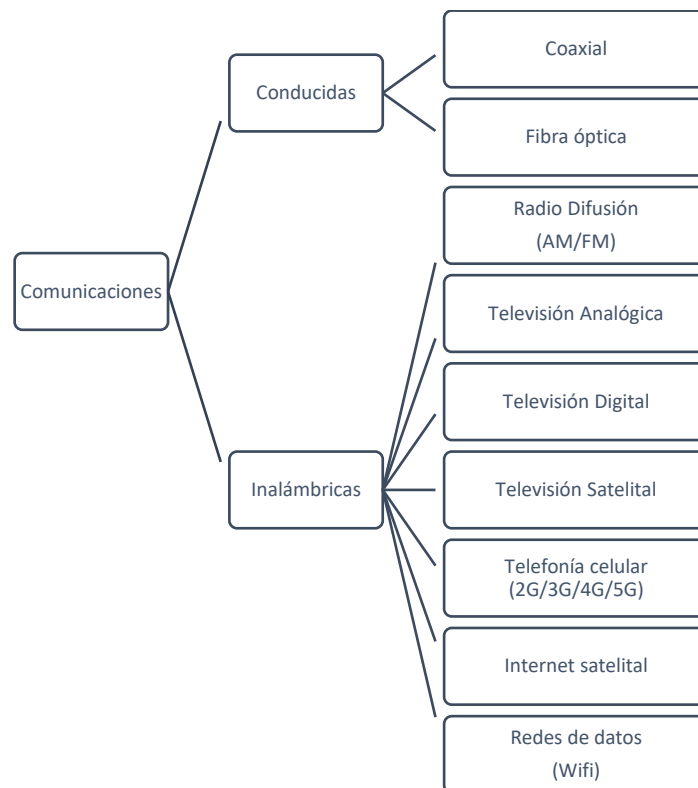 Comunicaciones
Conducidas
Coaxial
Fibra óptica
Inalámbricas
Radio Difusión
(AM/FM)
Televisión Analógica
Televisión Digital
Televisión Satelital
Telefonía celular
(2G/3G/4G/5G)
Internet satelital
Redes de datos
(Wifi)